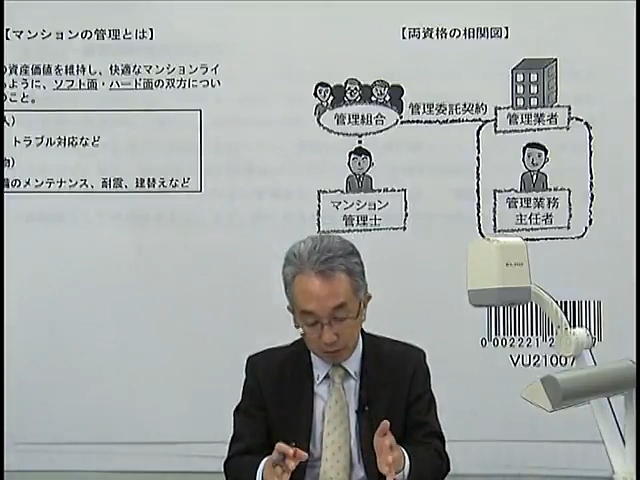 【マンションの管理とは】
の資産価値を維持し、快適なマンションライ
るように、ソフト面・ハード面の双方につい
のこと。
人)
トラブル対応など
物)
備のメンテナンス、耐震、建替えなど
【両資格の相関図】
管理組合
管理委託契約
管理業者
マンション
管理士
管理業務
主任者
0 002221 2
VU21007